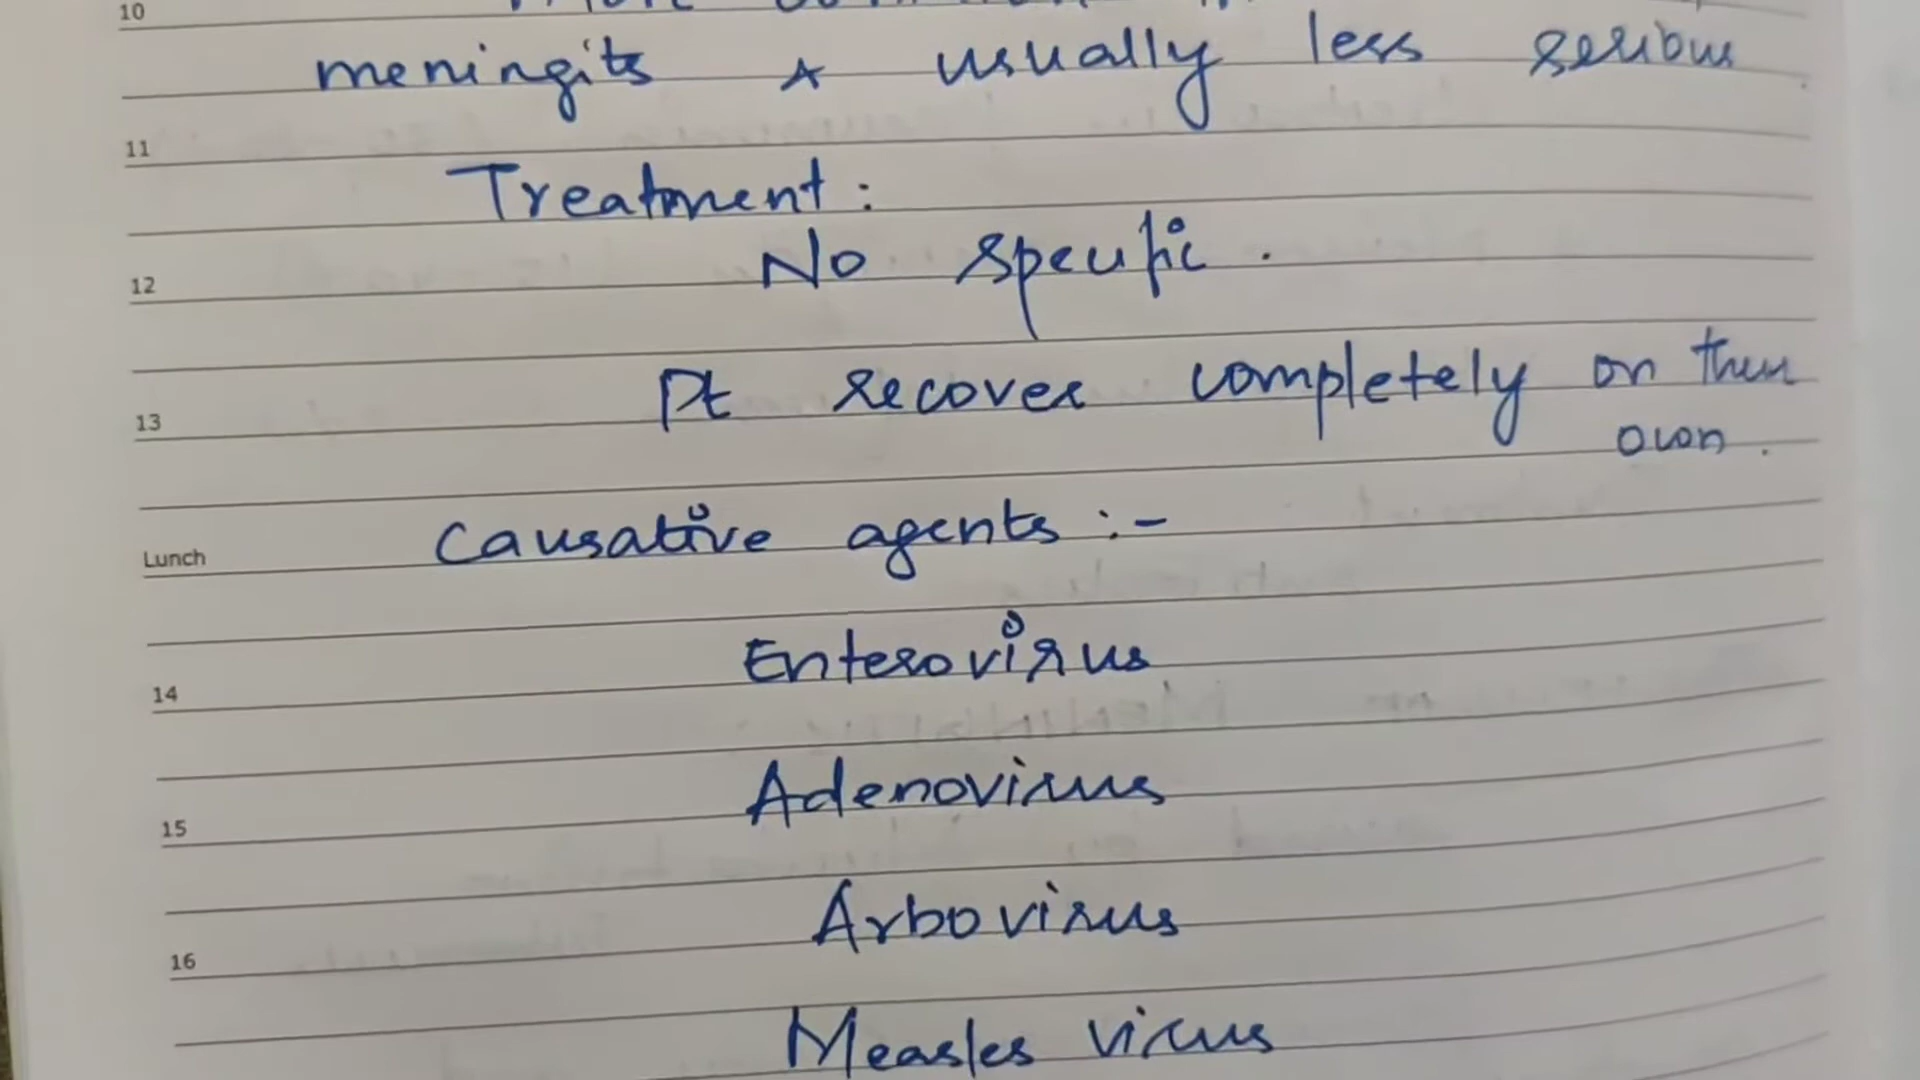 10
meningits & usually less serious
11
Treatment :
No specific .
12
Pt recover completely on their
13
own .
Lunch
Causative agents :-
Enterovirus
14
Adenovirus
15
Arbovirus
16
Measles virus